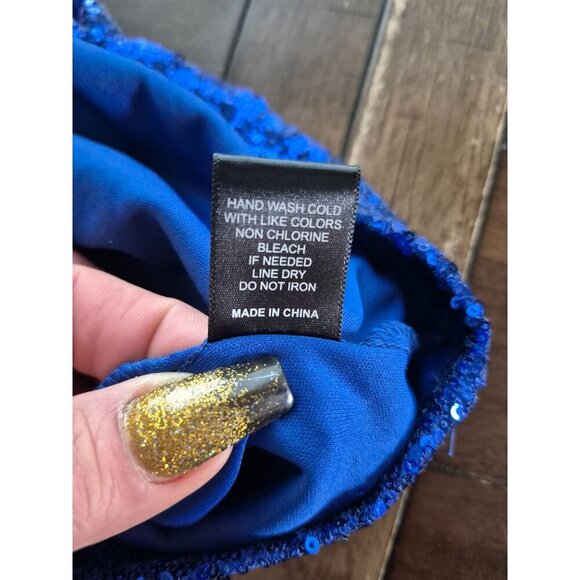 HAND WASH COLD
WITH LIKE COLORS
NON CHLORINE
BLEACH
IF NEEDED
LINE DRY
DO NOT IRON
MADE IN CHINA